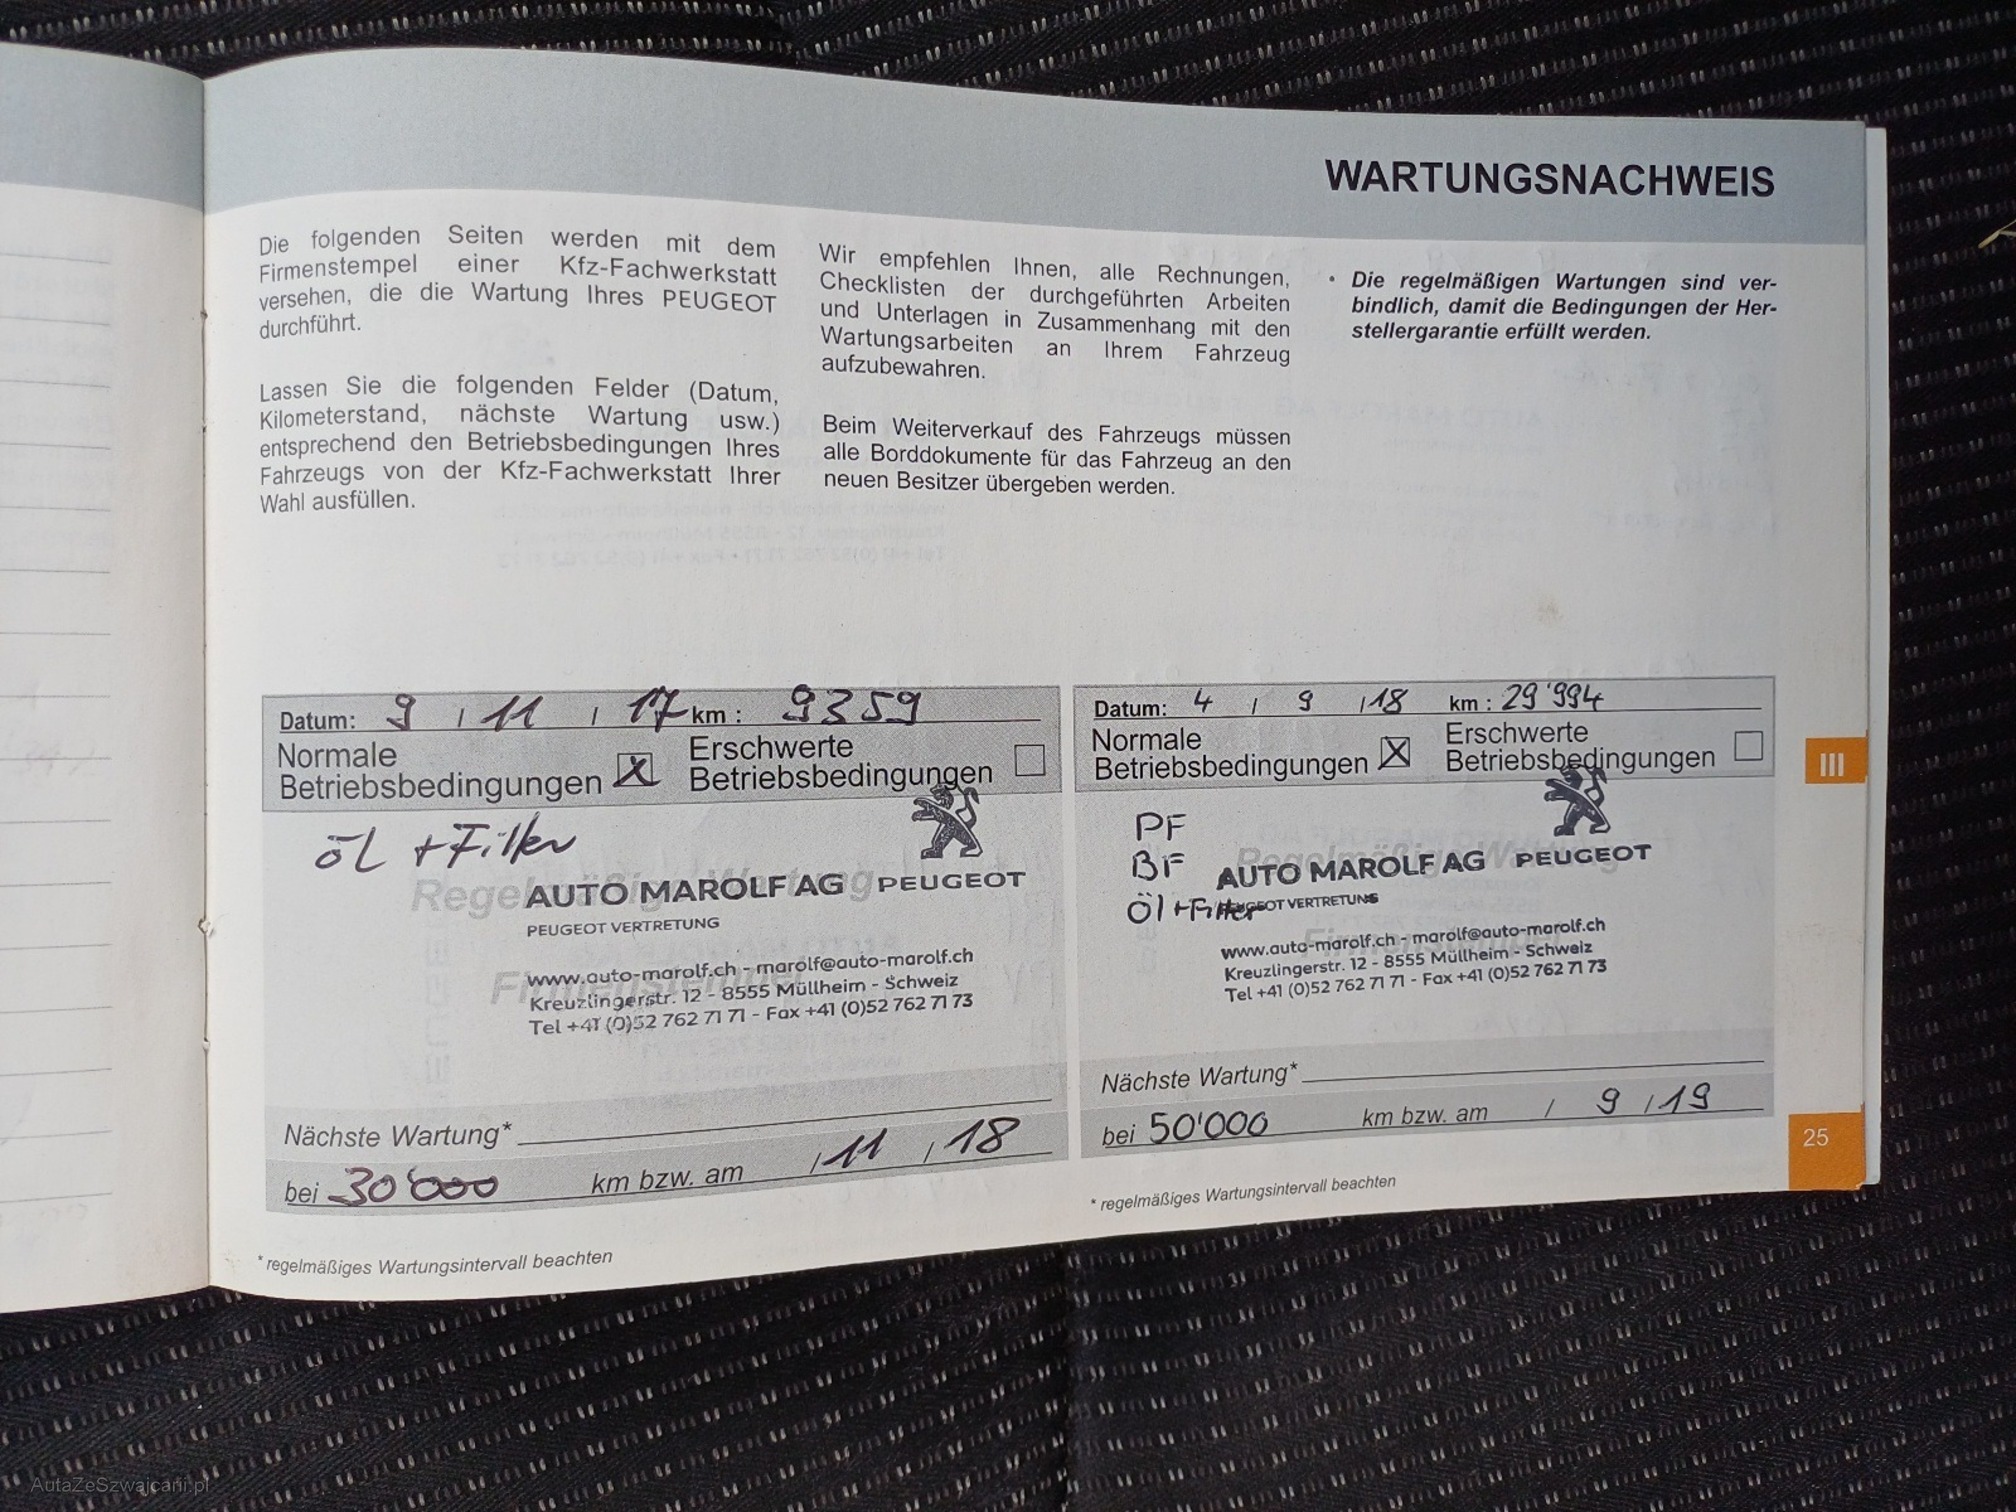 WARTUNGSNACHWEIS
Die folgenden Seiten werden mit dem
Firmenstempel einer Kfz-Fachwerkstatt
versehen, die die Wartung Ihres PEUGEOT
durchführt.
Lassen Sie die folgenden Felder (Datum,
Kilometerstand, nächste Wartung usw.)
entsprechend den Betriebsbedingungen Ihres
Fahrzeugs von der Kfz-Fachwerkstatt Ihrer
Wahl ausfüllen.
Wir empfehlen Ihnen, alle Rechnungen,
Checklisten der durchgeführten Arbeiten
und Unterlagen in Zusammenhang mit den
Wartungsarbeiten an Ihrem Fahrzeug
aufzubewahren.
Beim Weiterverkauf des Fahrzeugs müssen
alle Borddokumente für das Fahrzeug an den
neuen Besitzer übergeben werden.
• Die regelmäßigen Wartungen sind ver-
bindlich, damit die Bedingungen der Her-
stellergarantie erfüllt werden.
Datum: 9 / 11 / 17 km : 9359
Normale
Betriebsbedingungen X
Erschwerte
Betriebsbedingungen
ÖL + Filter
Regelmäßige Wartung
AUTO MAROLF AG PEUGEOT
PEUGEOT VERTRETUNG
Firmenstempel
www.auto-marolf.ch - marolf@auto-marolf.ch
Kreuzlingerstr. 12 - 8555 Müllheim - Schweiz
Tel +41 (0)52 762 71 71 - Fax +41 (0)52 762 71 73
Nächste Wartung*
bei 30'000 km bzw. am / 11 / 18
* regelmäßiges Wartungsintervall beachten
Datum: 4 / 9 / 18 km : 29'994
Normale
Betriebsbedingungen X
Erschwerte
Betriebsbedingungen
PF
BF
Öl + Filter
Regelmäßige Wartung
AUTO MAROLF AG PEUGEOT
PEUGEOT VERTRETUNG
Firmenstempel
www.auto-marolf.ch - marolf@auto-marolf.ch
Kreuzlingerstr. 12 - 8555 Müllheim - Schweiz
Tel +41 (0)52 762 71 71 - Fax +41 (0)52 762 71 73
Nächste Wartung*
bei 50'000 km bzw. am / 9 / 19
* regelmäßiges Wartungsintervall beachten
III
25
AutaZeSzwajcarii.pl